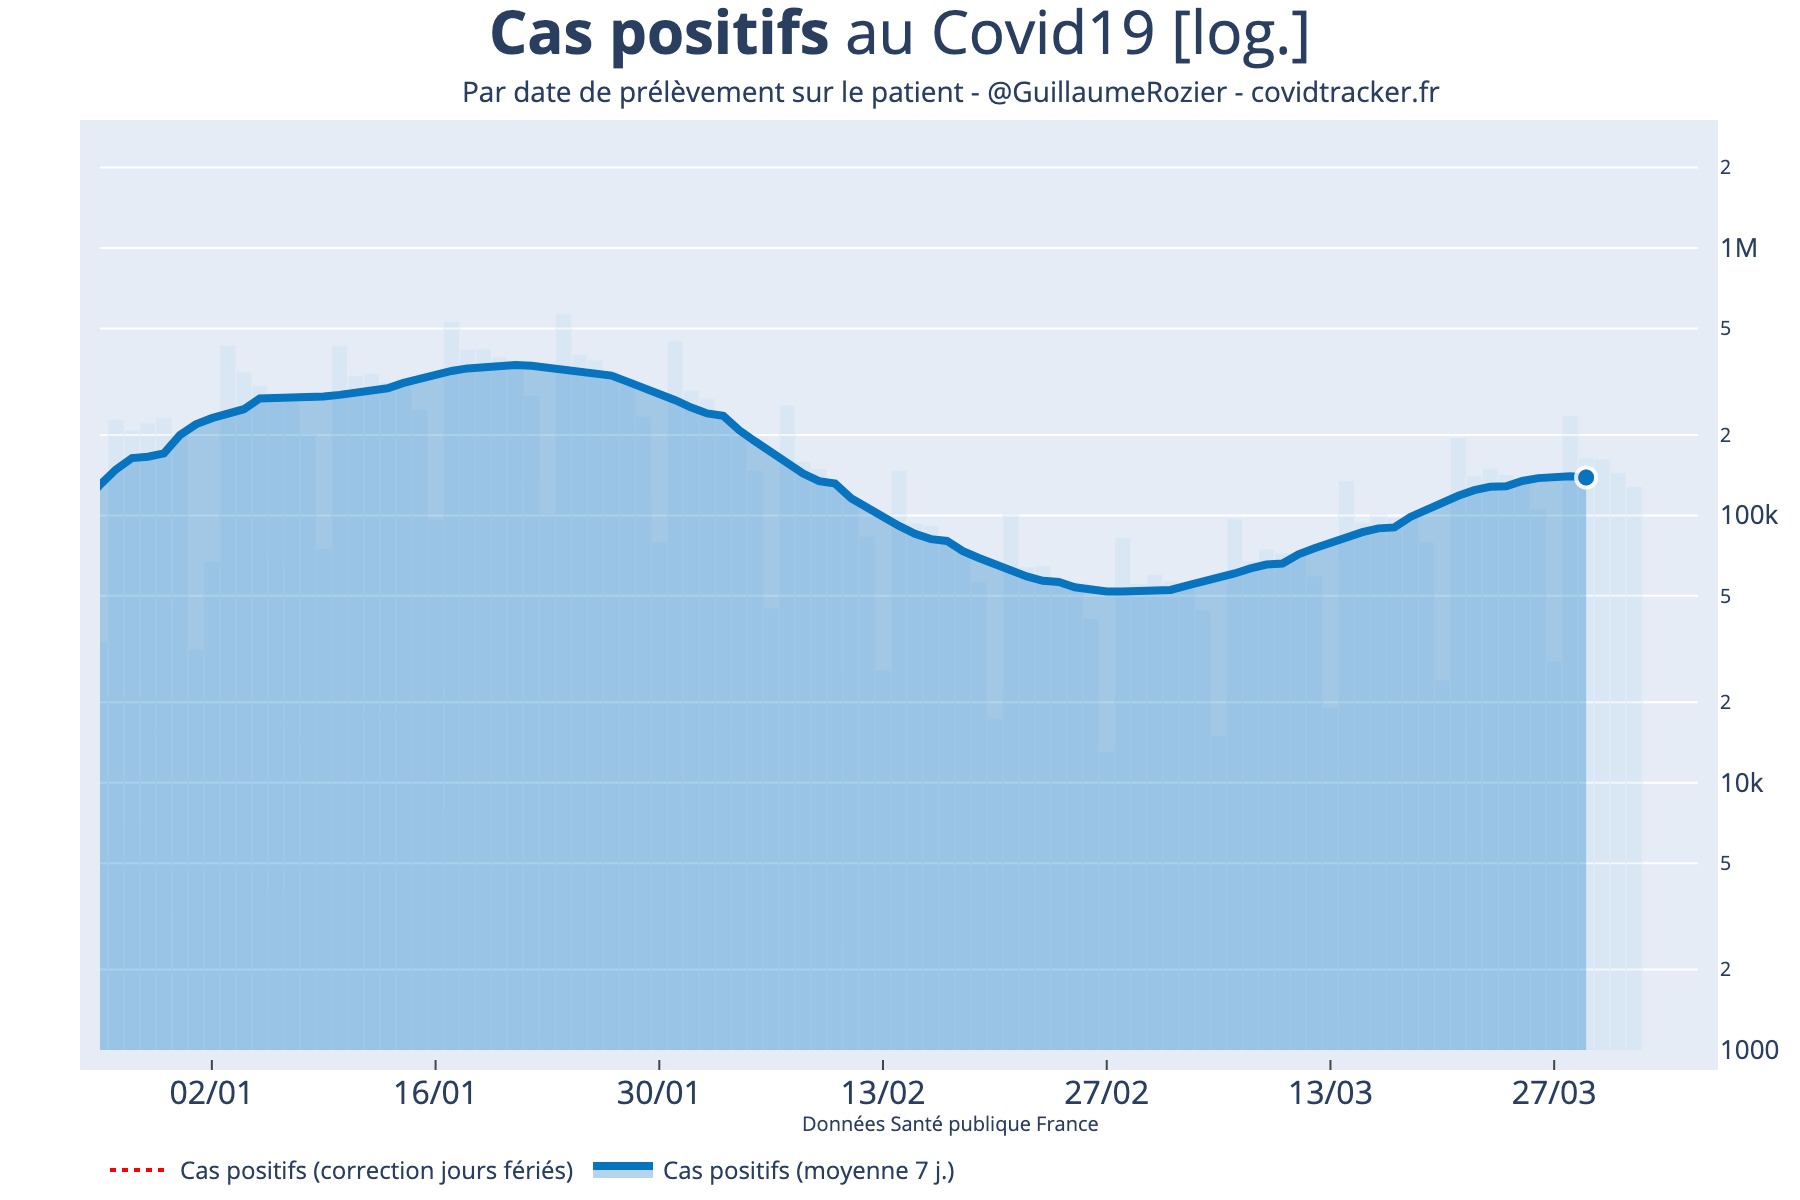 Cas positifs au Covid19 [log.]
Par date de prélèvement sur le patient - @GuillaumeRozier - covidtracker.fr
2
1M
5
2
100k
5
2
10k
5
2
1000
02/01 16/01 30/01 13/02 27/02 13/03 27/03
Données Santé publique France
Cas positifs (correction jours fériés) Cas positifs (moyenne 7 j.)